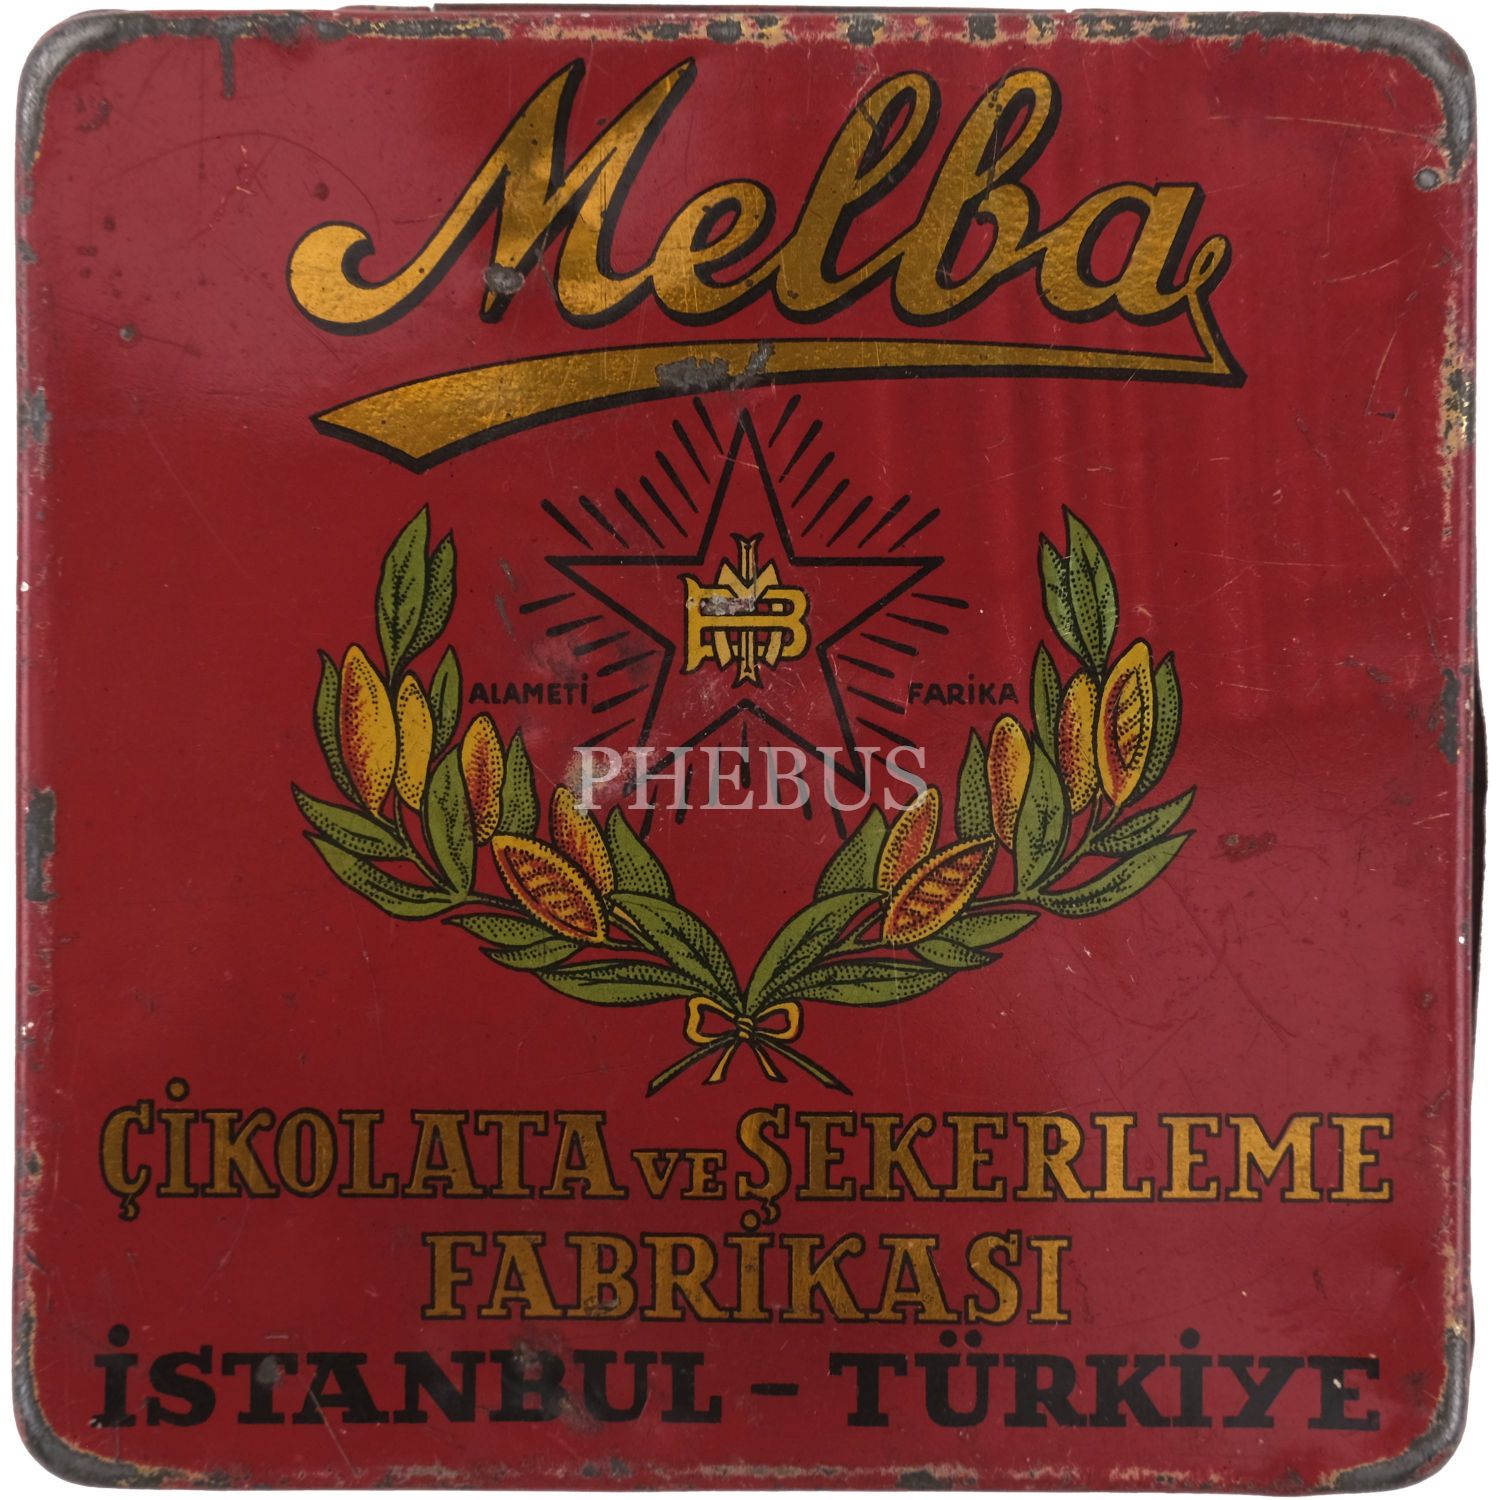 Melba
ALAMETİ FARİKA
PHEBUS
ÇİKOLATA VE ŞEKERLEME
FABRİKASI
İSTANBUL - TÜRKİYE